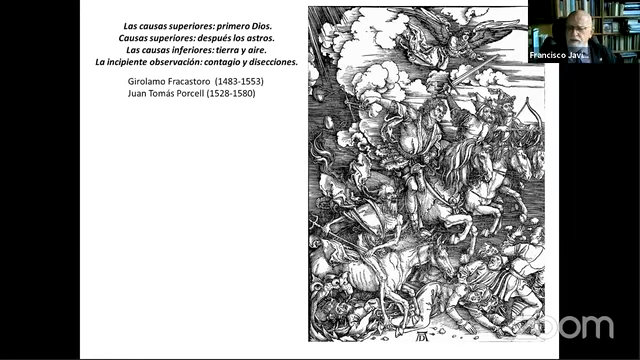 Las causas superiores: primero Dios.
Causas superiores: después los astros.
Las causas inferiores: tierra y aire.
La incipiente observación: contagio y disecciones.
Girolamo Fracastoro (1483-1553)
Juan Tomás Porcell (1528-1580)
Francisco Javi...
AD
zoom